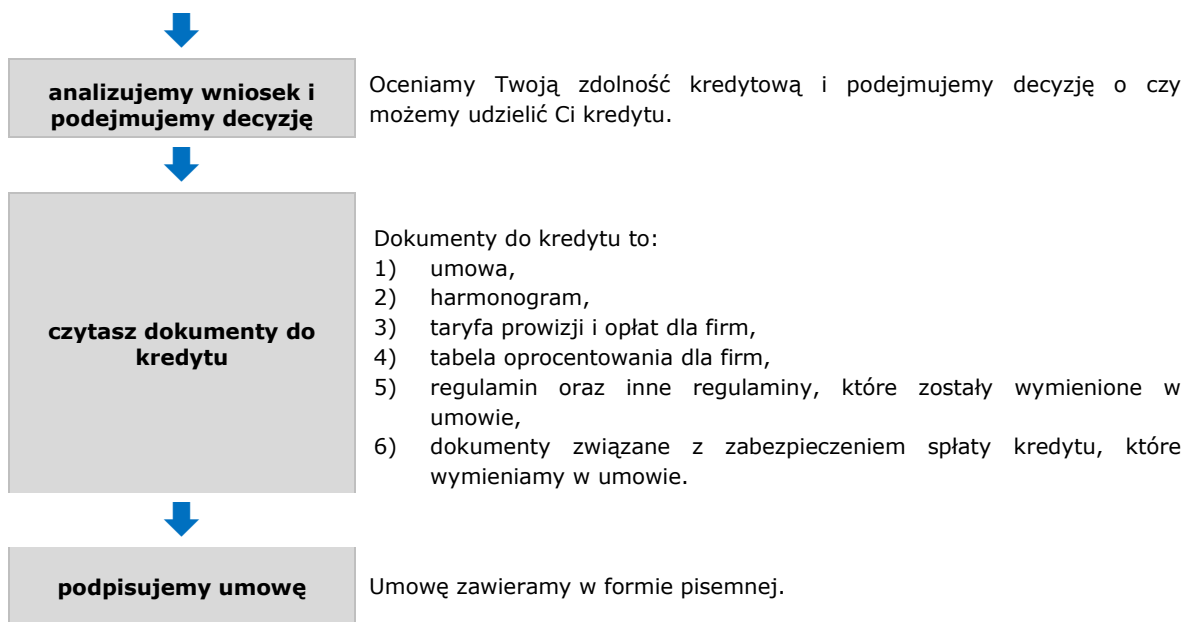 analizujemy wniosek i
podejmujemy decyzję
Oceniamy Twoją zdolność kredytową i podejmujemy decyzję o czy
możemy udzielić Ci kredytu.
czytasz dokumenty do
kredytu
Dokumenty do kredytu to:
1) umowa,
2) harmonogram,
3) taryfa prowizji i opłat dla firm,
4) tabela oprocentowania dla firm,
5) regulamin oraz inne regulaminy, które zostały wymienione w
umowie,
6) dokumenty związane z zabezpieczeniem spłaty kredytu, które
wymieniamy w umowie.
podpisujemy umowę
Umowę zawieramy w formie pisemnej.